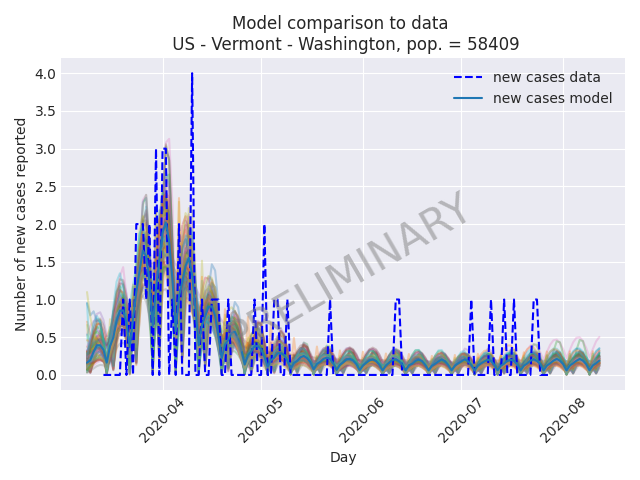 Model comparison to data
US - Vermont - Washington, pop. = 58409
new cases data
new cases model
PRELIMINARY
Number of new cases reported
4.0
3.5
3.0
2.5
2.0
1.5
1.0
0.5
0.0
2020-04
2020-05
2020-06
2020-07
2020-08
Day